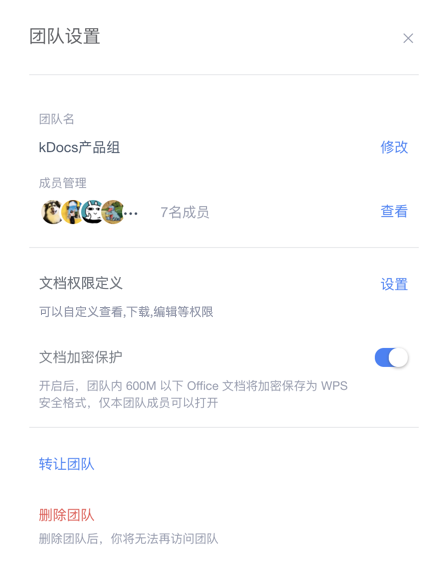 团队设置
团队名
kDocs产品组
修改
成员管理
7名成员
查看
文档权限定义
设置
可以自定义查看,下载,编辑等权限
文档加密保护
开启后，团队内 600M 以下 Office 文档将加密保存为 WPS
安全格式，仅本团队成员可以打开
转让团队
删除团队
删除团队后，你将无法再访问团队